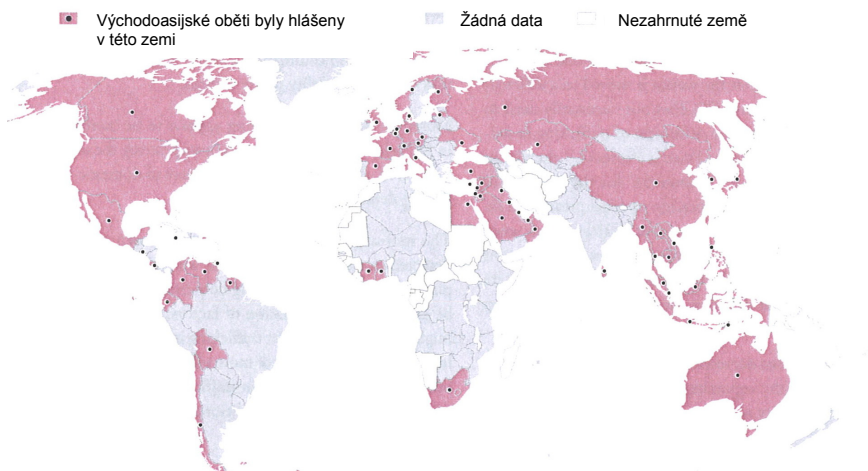 Východoasijské oběti byly hlášeny
v této zemi
Žádná data
Nezahrnuté země